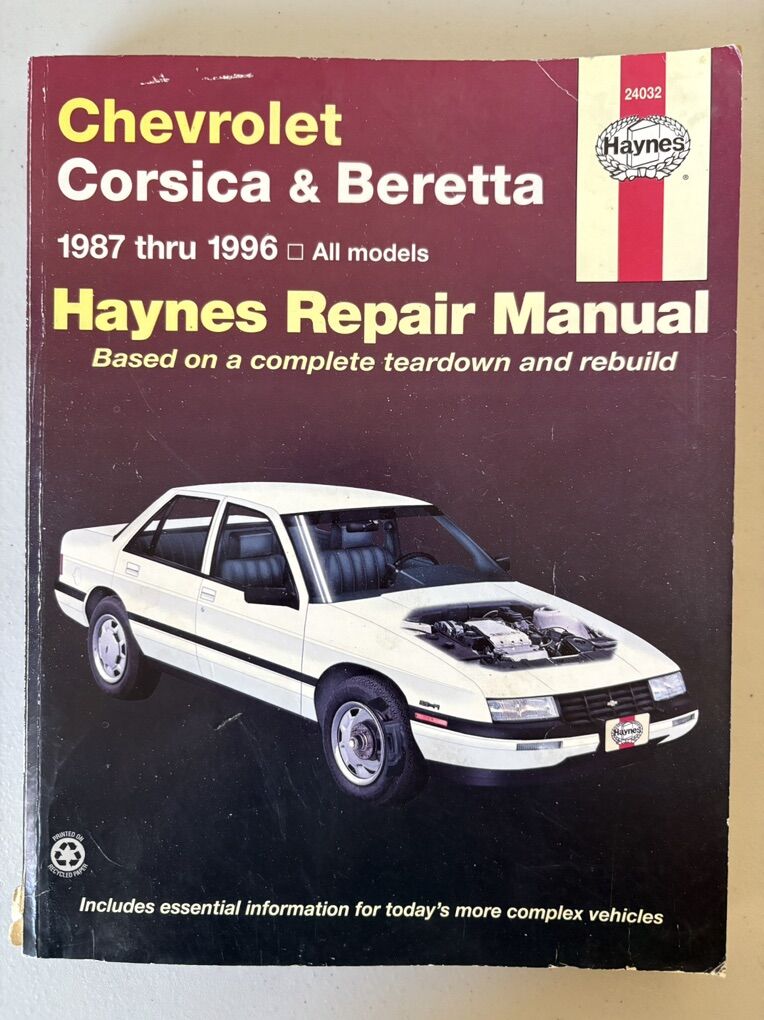 24032
Haynes
®
Chevrolet
Corsica & Beretta
1987 thru 1996 □ All models
Haynes Repair Manual
Based on a complete teardown and rebuild
Haynes
PRINTED ON
RECYCLED PAPER
Includes essential information for today's more complex vehicles